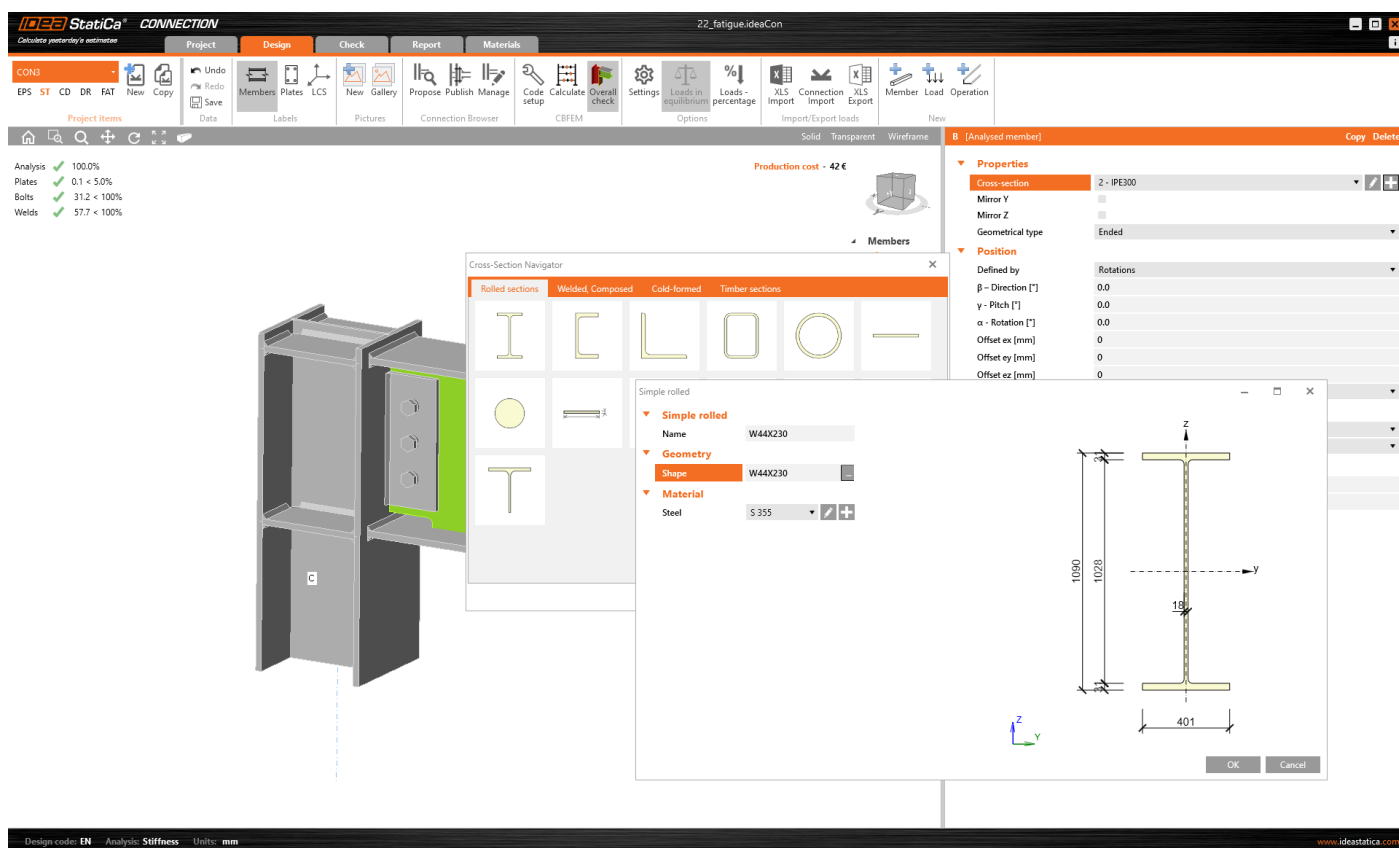 IDEA StatiCa® CONNECTION
22_fatigue.ideaCon
Calculate yesterday's estimates
Project Design Check Report Materials
CON3
EPS ST CD DR FAT
New Copy
Project items
Undo
Redo
Save
Data
Members Plates LCS
Labels
New Gallery
Pictures
Propose Publish Manage
Connection Browser
Code setup
Calculate
Overall check
CBFEM
Settings
Loads in equilibrium
Loads - percentage
Options
XLS Import
Connection Import
XLS Export
Import/Export loads
Member Load Operation
New
Solid Transparent Wireframe
Analysis 100.0%
Plates 0.1 < 5.0%
Bolts 31.2 < 100%
Welds 57.7 < 100%
Production cost - 42 €
Members
C
B [Analysed member] Copy Delete
Properties
Cross-section 2 - IPE300
Mirror Y
Mirror Z
Geometrical type Ended
Position
Defined by Rotations
β – Direction [°] 0.0
γ - Pitch [°] 0.0
α - Rotation [°] 0.0
Offset ex [mm] 0
Offset ey [mm] 0
Offset ez [mm] 0
Cross-Section Navigator
Rolled sections Welded, Composed Cold-formed Timber sections
Simple rolled
Simple rolled
Name W44X230
Geometry
Shape W44X230 ...
Material
Steel S 355
z
31
1090
1028
y
18
31
401
Z
Y
OK Cancel
Design code: EN Analysis: Stiffness Units: mm
www.ideastatica.com